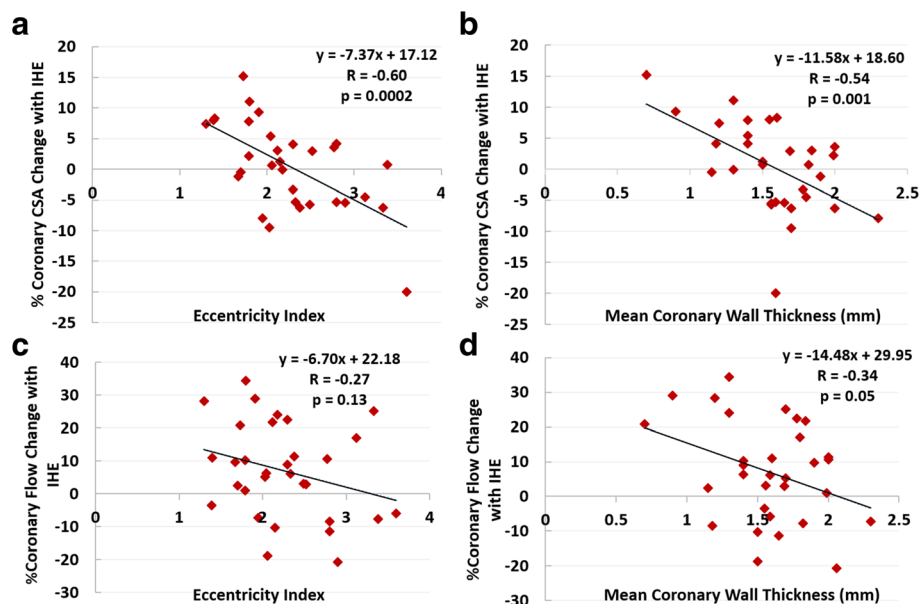 a
20
15
10
5
0
-5
-10
-15
-20
-25
0
1
2
3
4
% Coronary CSA Change with IHE
Eccentricity Index
y = -7.37x + 17.12
R = -0.60
p = 0.0002
b
20
15
10
5
0
-5
-10
-15
-20
-25
0
0.5
1
1.5
2
2.5
% Coronary CSA Change with IHE
Mean Coronary Wall Thickness (mm)
y = -11.58x + 18.60
R = -0.54
p = 0.001
c
40
30
20
10
0
-10
-20
-30
0
1
2
3
4
%Coronary Flow Change with
IHE
Eccentricity Index
y = -6.70x + 22.18
R = -0.27
p = 0.13
d
40
30
20
10
0
-10
-20
-30
0
0.5
1
1.5
2
2.5
%Coronary Flow Change
with IHE
Mean Coronary Wall Thickness (mm)
y = -14.48x + 29.95
R = -0.34
p = 0.05